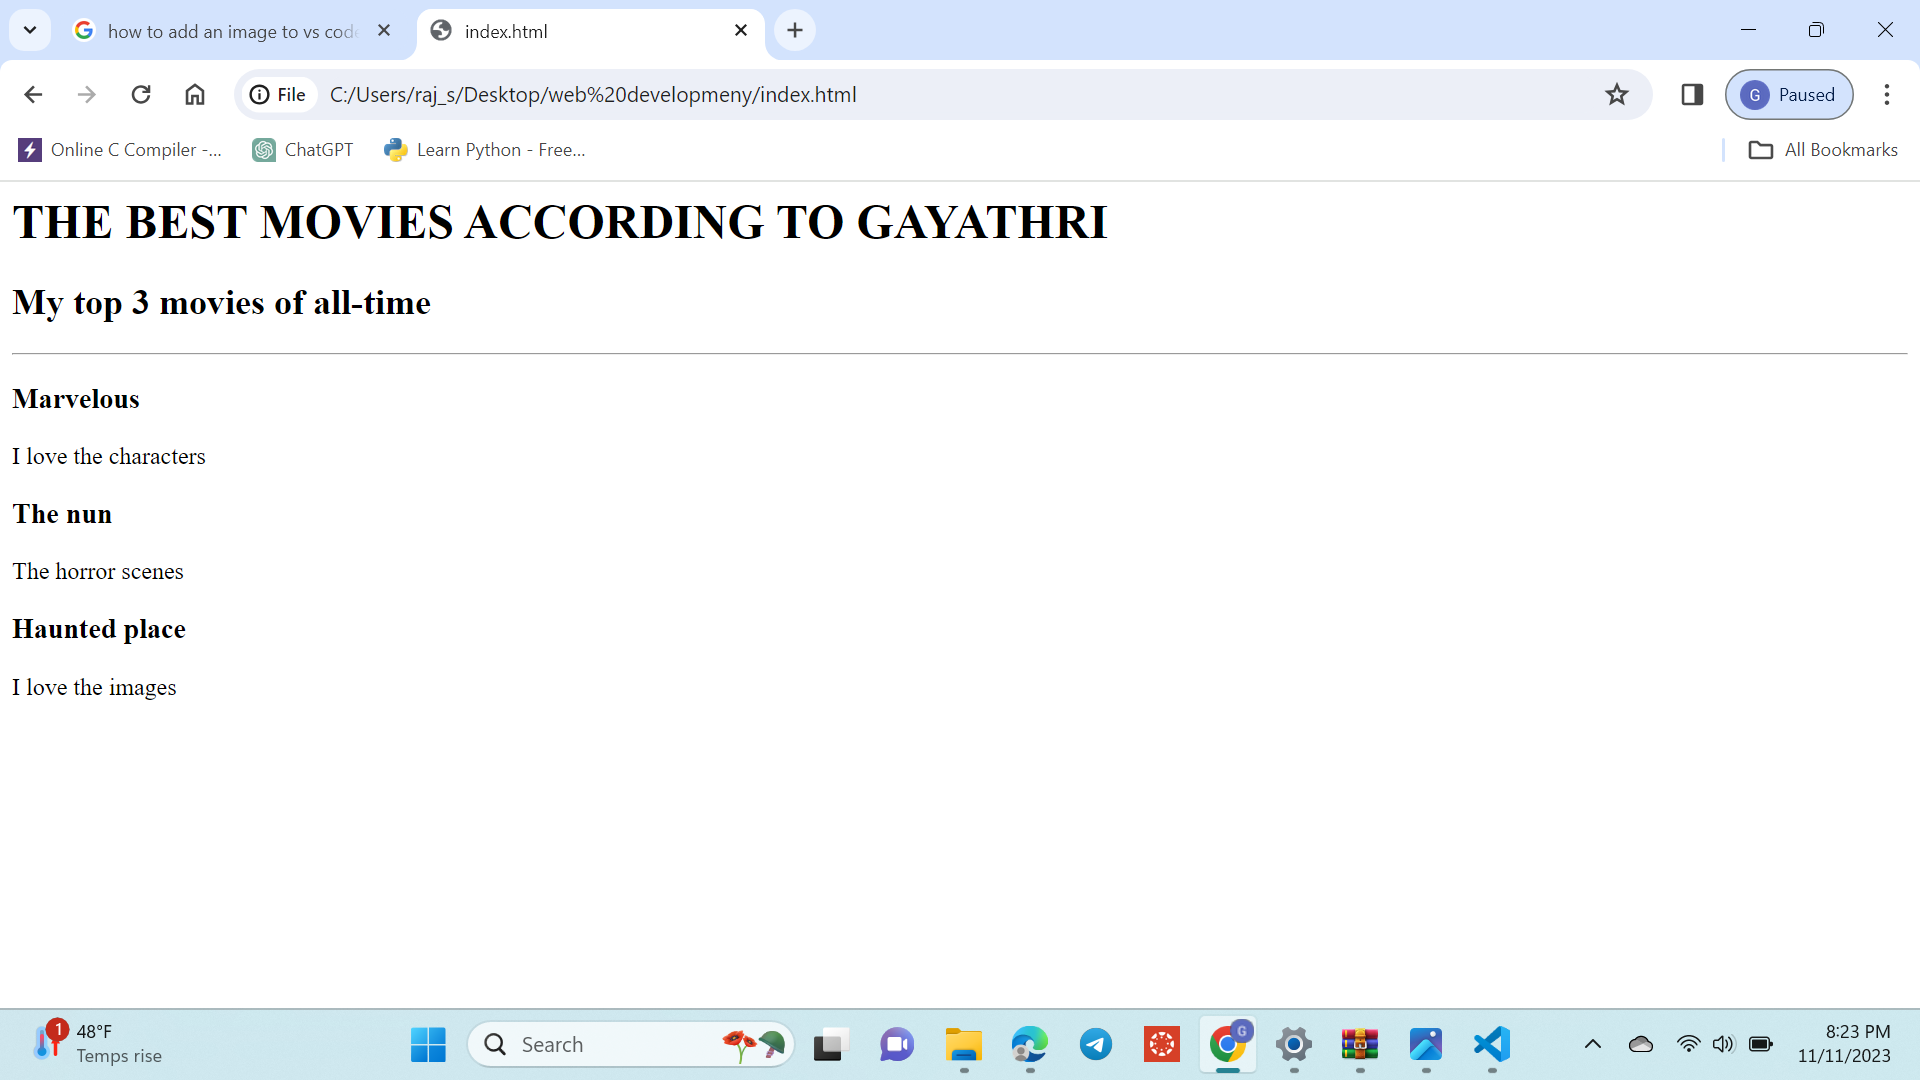 how to add an image to vs code
index.html
File C:/Users/raj_s/Desktop/web%20developmeny/index.html
G Paused
Online C Compiler -...
ChatGPT
Learn Python - Free...
All Bookmarks
THE BEST MOVIES ACCORDING TO GAYATHRI
My top 3 movies of all-time
Marvelous
I love the characters
The nun
The horror scenes
Haunted place
I love the images
1
48°F
Temps rise
Search
G
8:23 PM
11/11/2023